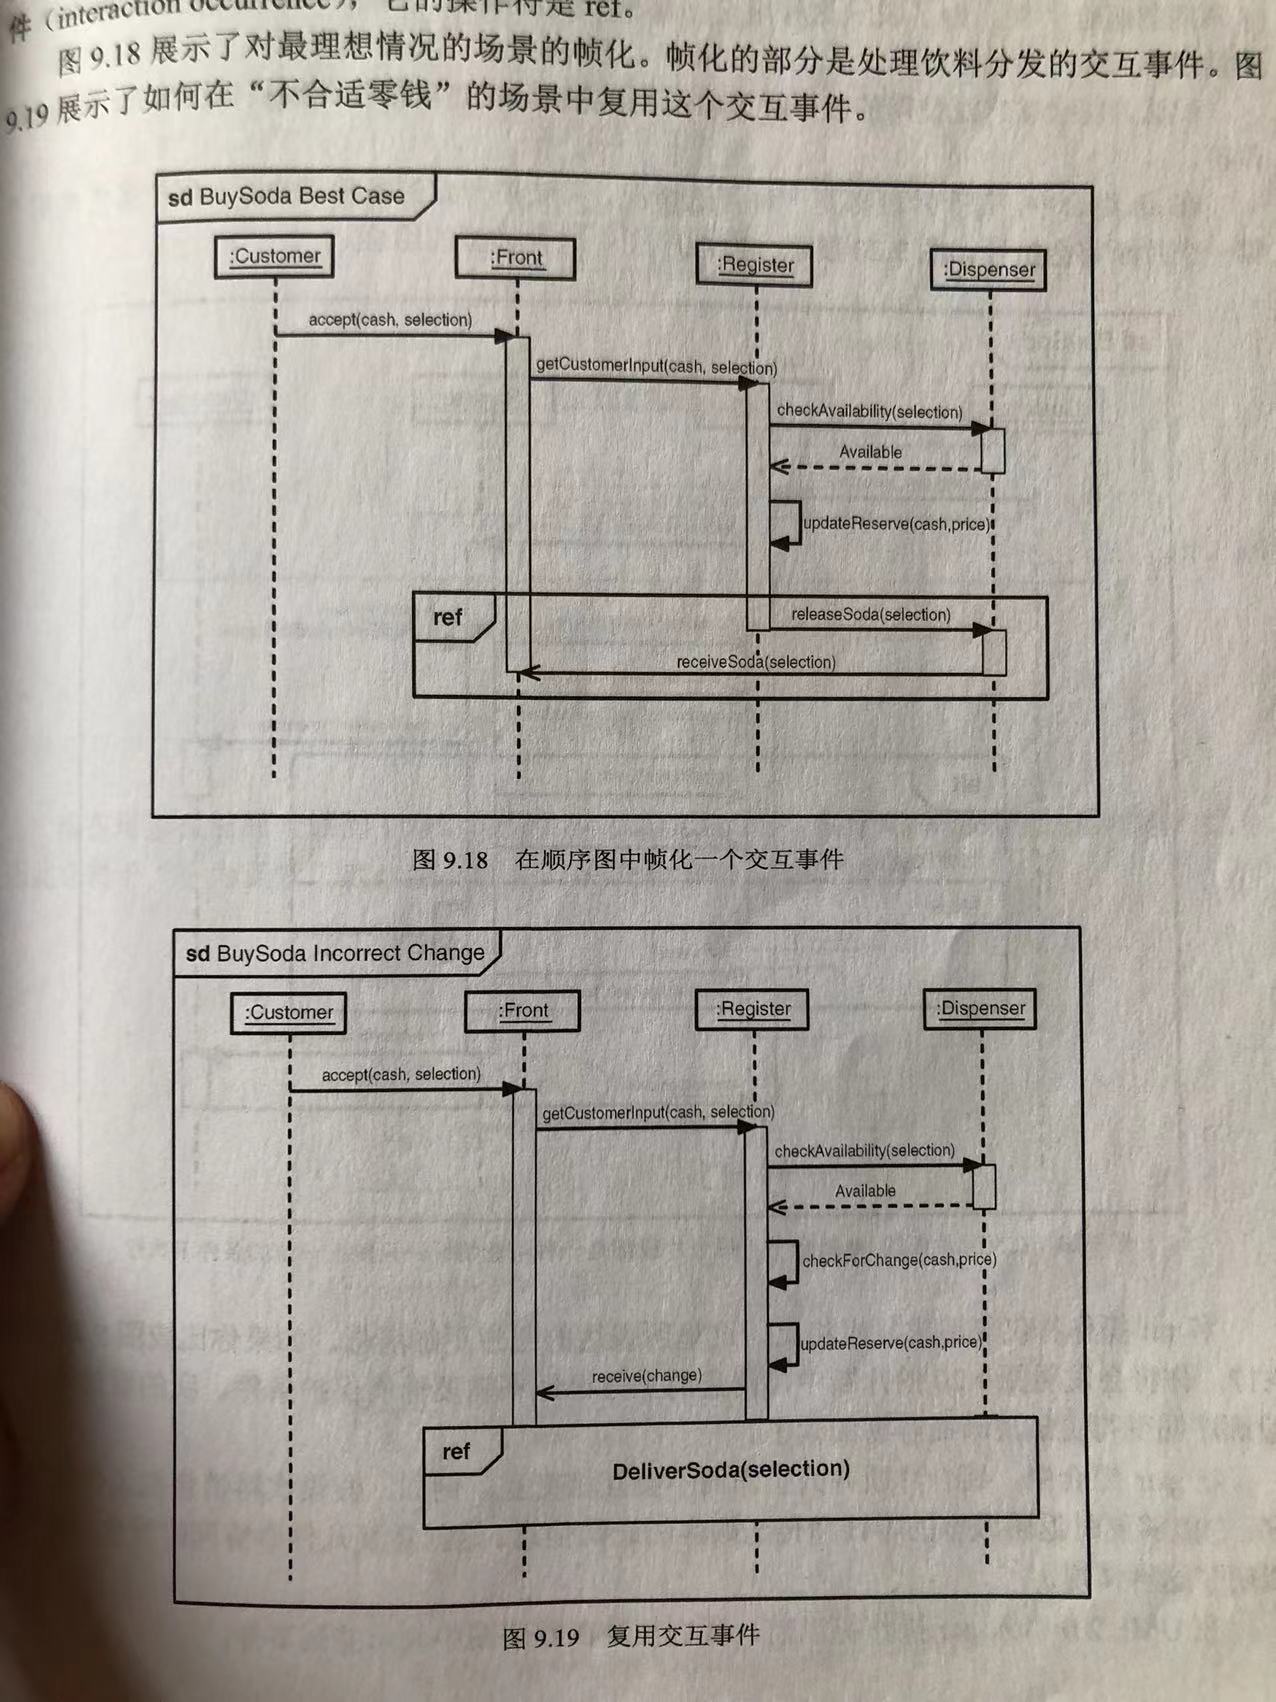 件（interaction occurrence），它的操作符是 ref。
图 9.18 展示了对最理想情况的场景的帧化。帧化的部分是处理饮料分发的交互事件。图
9.19 展示了如何在“不合适零钱”的场景中复用这个交互事件。
sd BuySoda Best Case
:Customer :Front :Register :Dispenser
accept(cash, selection)
getCustomerInput(cash, selection)
checkAvailability(selection)
Available
updateReserve(cash,price)
ref
releaseSoda(selection)
receiveSoda(selection)
图 9.18 在顺序图中帧化一个交互事件
sd BuySoda Incorrect Change
:Customer :Front :Register :Dispenser
accept(cash, selection)
getCustomerInput(cash, selection)
checkAvailability(selection)
Available
checkForChange(cash,price)
updateReserve(cash,price)
receive(change)
ref
DeliverSoda(selection)
图 9.19 复用交互事件